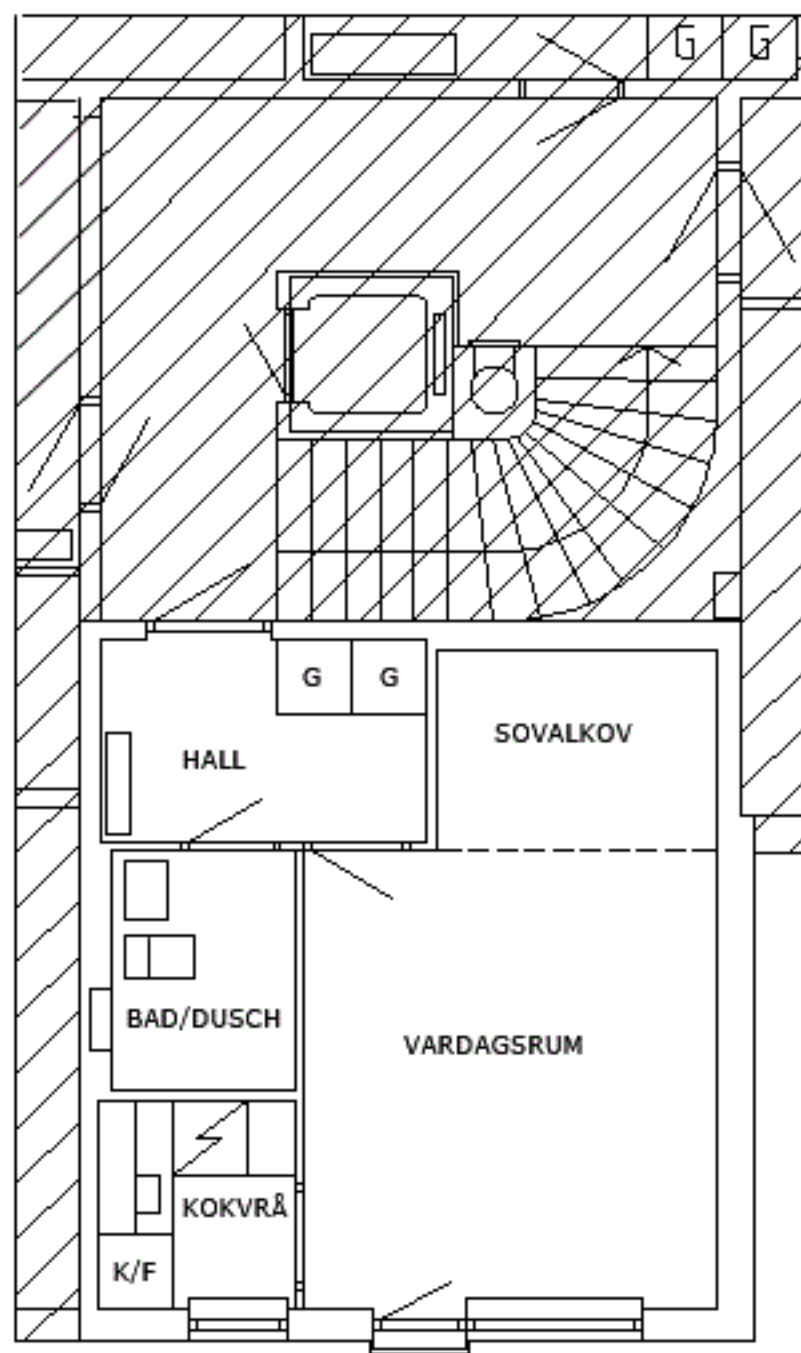 G G
G G
SOVALKOV
HALL
BAD/DUSCH
VARDAGSRUM
KOKVRÅ
K/F